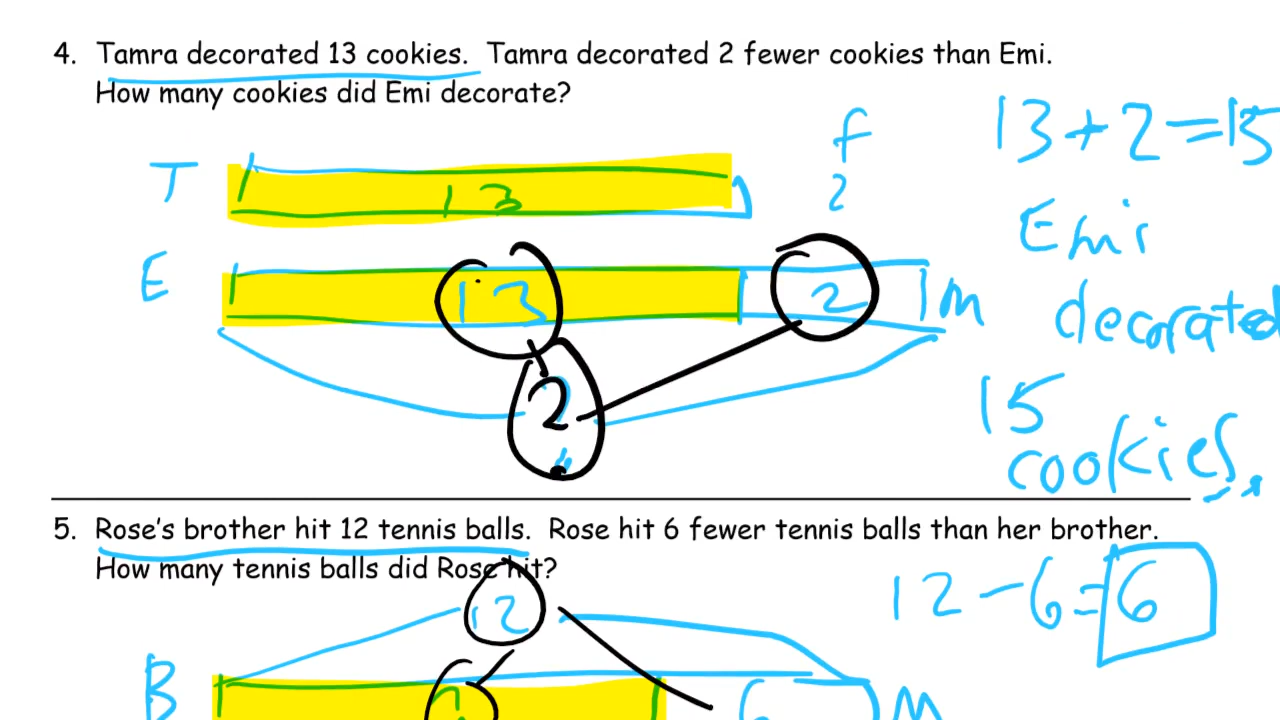 4. Tamra decorated 13 cookies. Tamra decorated 2 fewer cookies than Emi.
How many cookies did Emi decorate?
f
13+2=15
T
13
2
Emi
E
13
2
m
decorated
2
15
cookies.
5. Rose's brother hit 12 tennis balls. Rose hit 6 fewer tennis balls than her brother.
How many tennis balls did Rose hit?
12
12-6=6
B
M